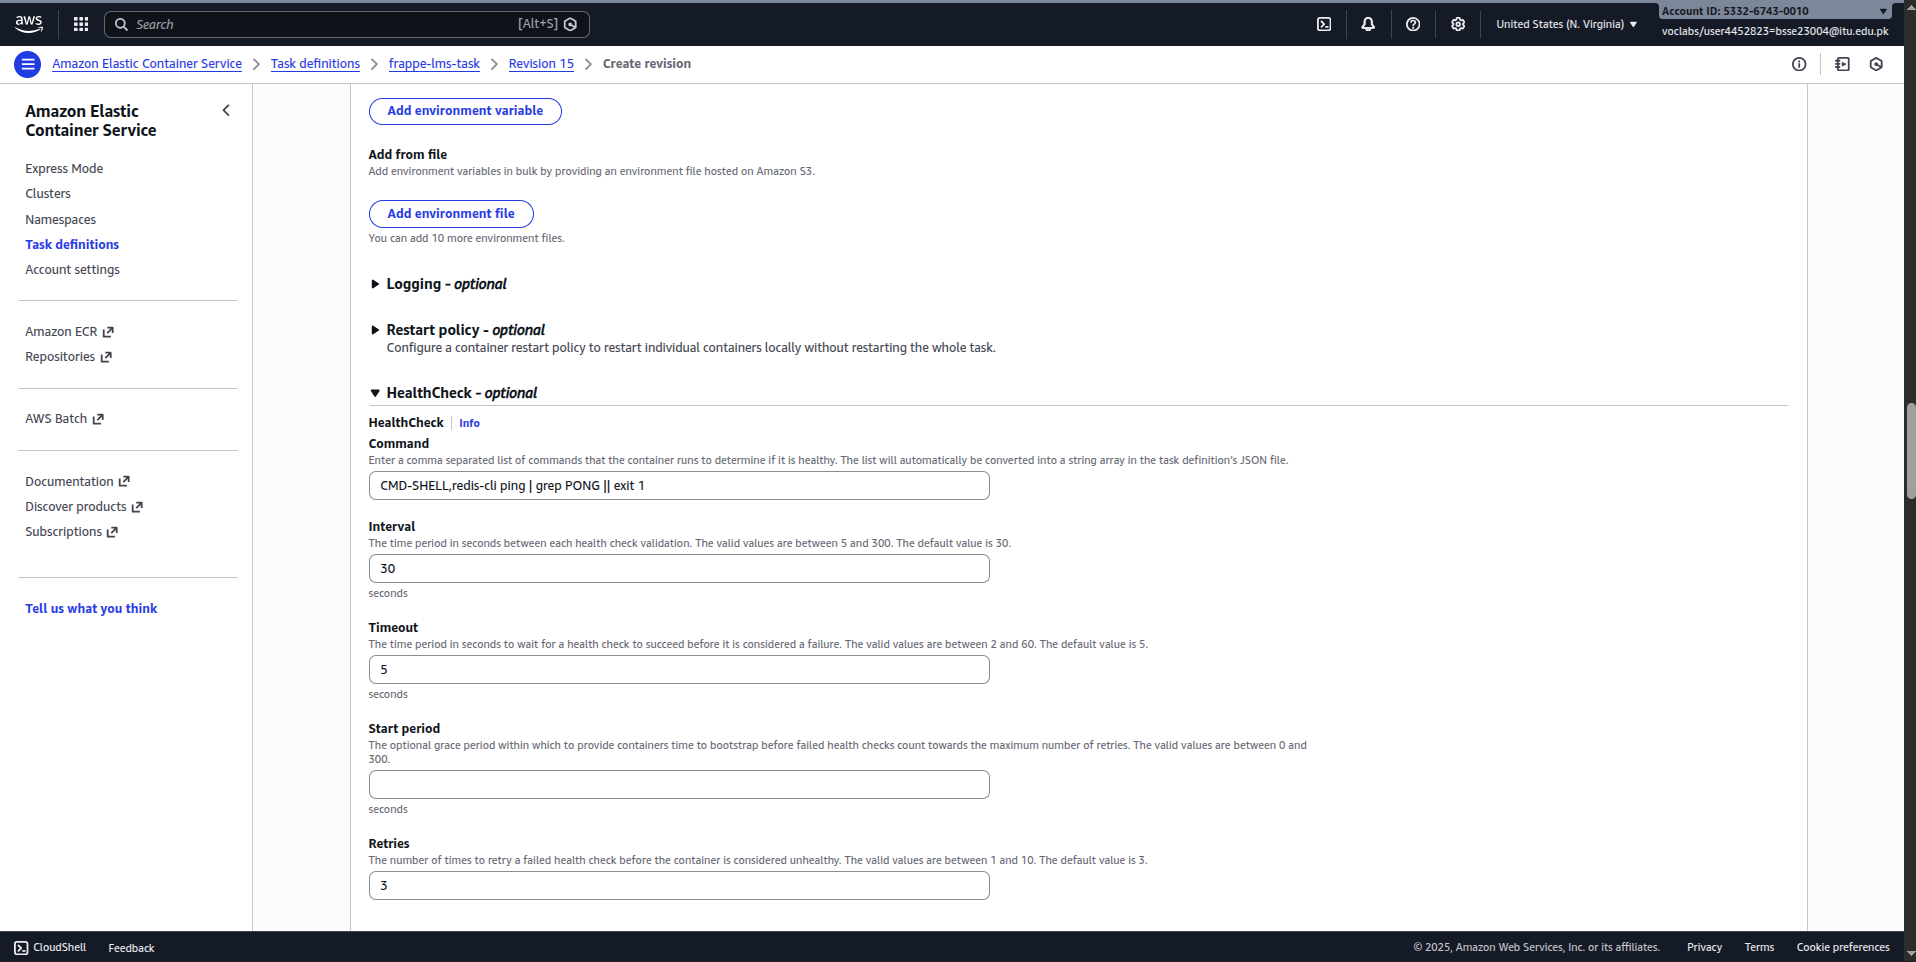 aws
Search
[Alt+S]
United States (N. Virginia)
Account ID: 5332-6743-0010
voclabs/user4452823=bsse23004@itu.edu.pk
Amazon Elastic Container Service
Task definitions
frappe-lms-task
Revision 15
Create revision
Amazon Elastic
Container Service
Express Mode
Clusters
Namespaces
Task definitions
Account settings
Amazon ECR
Repositories
AWS Batch
Documentation
Discover products
Subscriptions
Tell us what you think
Add environment variable
Add from file
Add environment variables in bulk by providing an environment file hosted on Amazon S3.
Add environment file
You can add 10 more environment files.
Logging - optional
Restart policy - optional
Configure a container restart policy to restart individual containers locally without restarting the whole task.
HealthCheck - optional
HealthCheck
Info
Command
Enter a comma separated list of commands that the container runs to determine if it is healthy. The list will automatically be converted into a string array in the task definition's JSON file.
CMD-SHELL,redis-cli ping | grep PONG || exit 1
Interval
The time period in seconds between each health check validation. The valid values are between 5 and 300. The default value is 30.
30
seconds
Timeout
The time period in seconds to wait for a health check to succeed before it is considered a failure. The valid values are between 2 and 60. The default value is 5.
5
seconds
Start period
The optional grace period within which to provide containers time to bootstrap before failed health checks count towards the maximum number of retries. The valid values are between 0 and
300.
seconds
Retries
The number of times to retry a failed health check before the container is considered unhealthy. The valid values are between 1 and 10. The default value is 3.
3
CloudShell
Feedback
© 2025, Amazon Web Services, Inc. or its affiliates.
Privacy
Terms
Cookie preferences